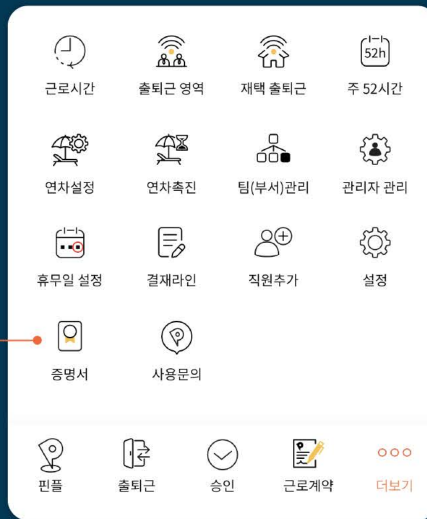 근로시간 출퇴근 영역 재택 출퇴근 52h 주 52시간
연차설정 연차촉진 팀(부서)관리 관리자 관리
휴무일 설정 결재라인 직원추가 설정
증명서 사용문의
핀플 출퇴근 승인 근로계약 더보기